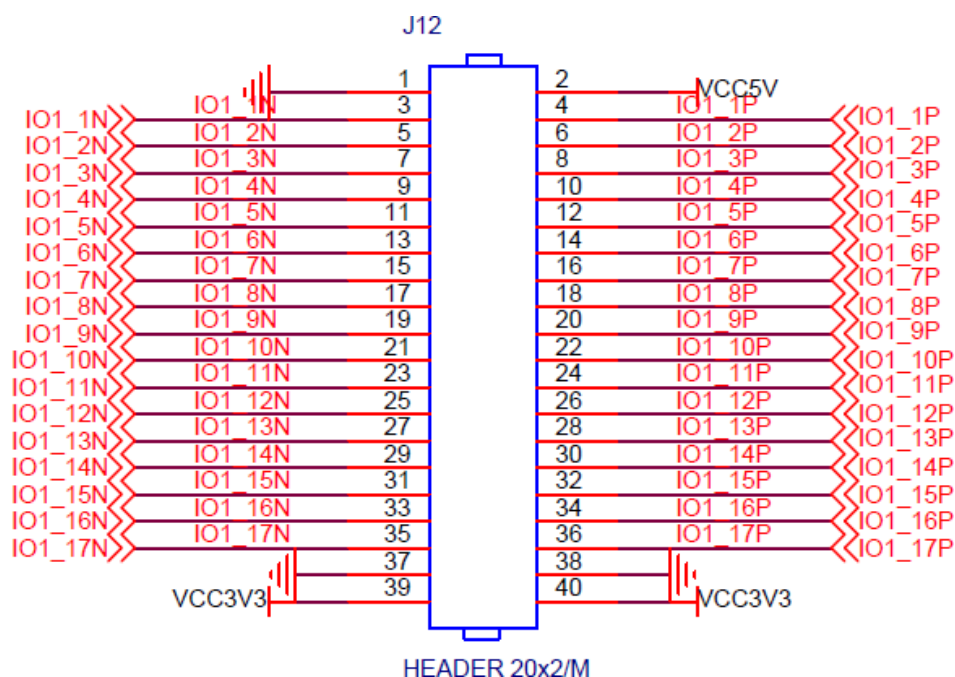 J12
1 2 VCC5V
IO1_1N IO1_1N 3 4 IO1_1P IO1_1P
IO1_2N IO1_2N 5 6 IO1_2P IO1_2P
IO1_3N IO1_3N 7 8 IO1_3P IO1_3P
IO1_4N IO1_4N 9 10 IO1_4P IO1_4P
IO1_5N IO1_5N 11 12 IO1_5P IO1_5P
IO1_6N IO1_6N 13 14 IO1_6P IO1_6P
IO1_7N IO1_7N 15 16 IO1_7P IO1_7P
IO1_8N IO1_8N 17 18 IO1_8P IO1_8P
IO1_9N IO1_9N 19 20 IO1_9P IO1_9P
IO1_10N IO1_10N 21 22 IO1_10P IO1_10P
IO1_11N IO1_11N 23 24 IO1_11P IO1_11P
IO1_12N IO1_12N 25 26 IO1_12P IO1_12P
IO1_13N IO1_13N 27 28 IO1_13P IO1_13P
IO1_14N IO1_14N 29 30 IO1_14P IO1_14P
IO1_15N IO1_15N 31 32 IO1_15P IO1_15P
IO1_16N IO1_16N 33 34 IO1_16P IO1_16P
IO1_17N IO1_17N 35 36 IO1_17P IO1_17P
37 38
VCC3V3 39 40 VCC3V3
HEADER 20x2/M